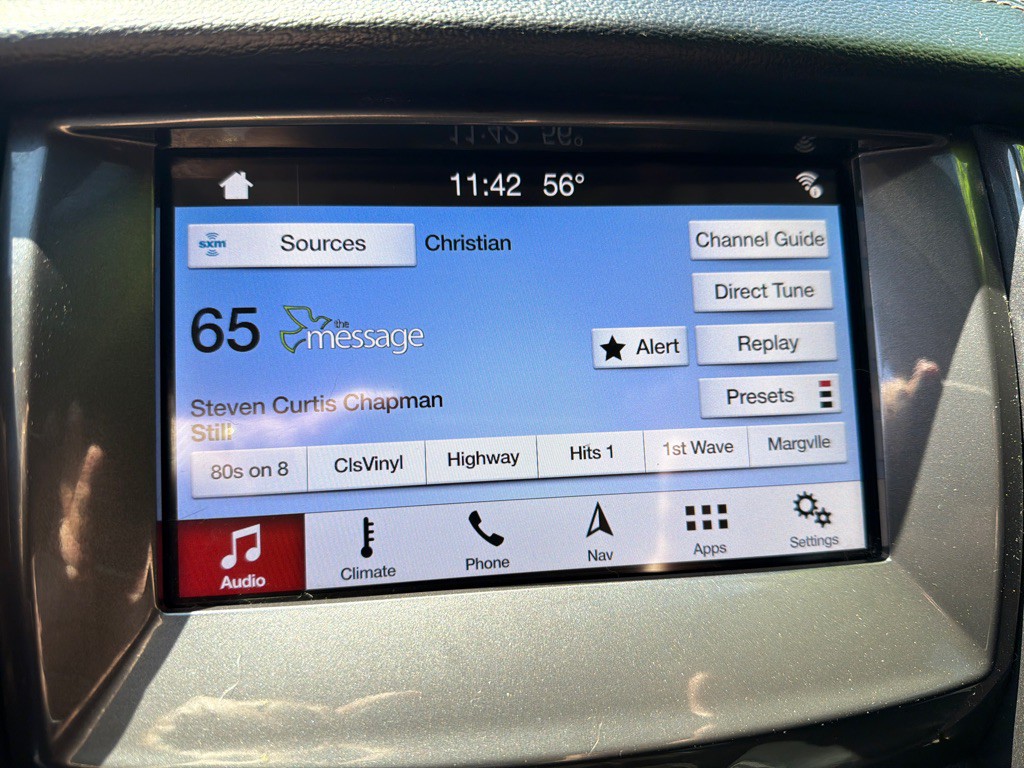 11:42 56°
sxm Sources Christian Channel Guide
Direct Tune
65 the message
Alert Replay
Presets
Steven Curtis Chapman
Still
80s on 8 ClsVinyl Highway Hits 1 1st Wave Margvlle
Audio Climate Phone Nav Apps Settings